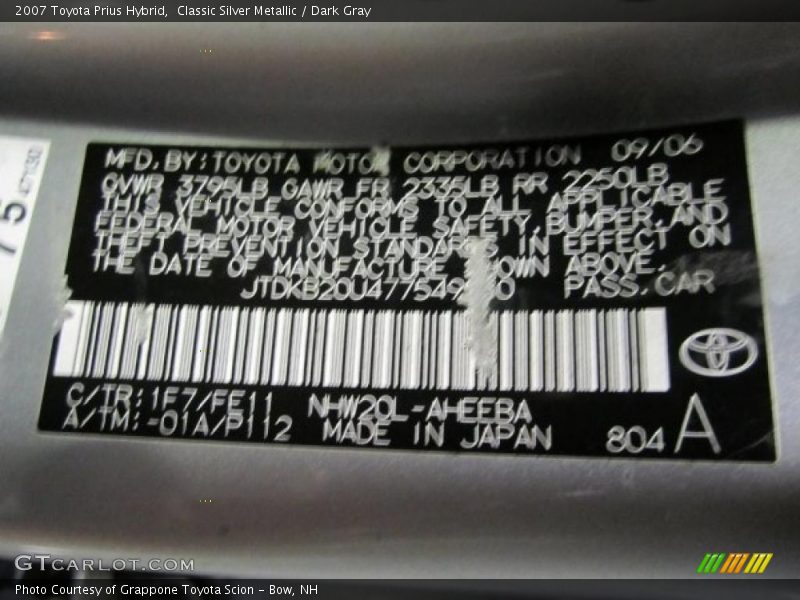 2007 Toyota Prius Hybrid,  Classic Silver Metallic / Dark Gray
MFD. BY: TOYOTA MOTOR CORPORATION 09/06
GVWR 3795LB GAWR FR 2335LB RR 2250LB
THIS VEHICLE CONFORMS TO ALL APPLICABLE
FEDERAL MOTOR VEHICLE SAFETY, BUMPER, AND
THEFT PREVENTION STANDARDS IN EFFECT ON
THE DATE OF MANUFACTURE SHOWN ABOVE.
PASS. CAR
C/TR: 1F7/FE11 NHW20L-AHEEBA
A/TM: -01A/P112 MADE IN JAPAN 804 A
GTCARLOT.COM
Photo Courtesy of Grappone Toyota Scion – Bow, NH